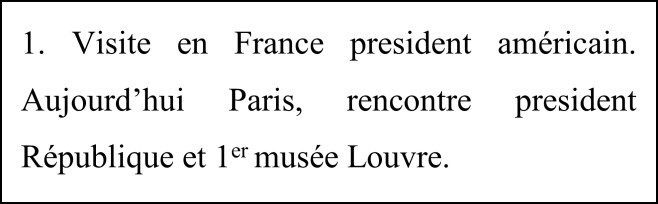 1. Visite en France president américain.
Aujourd’hui Paris, rencontre president
République et 1er musée Louvre.